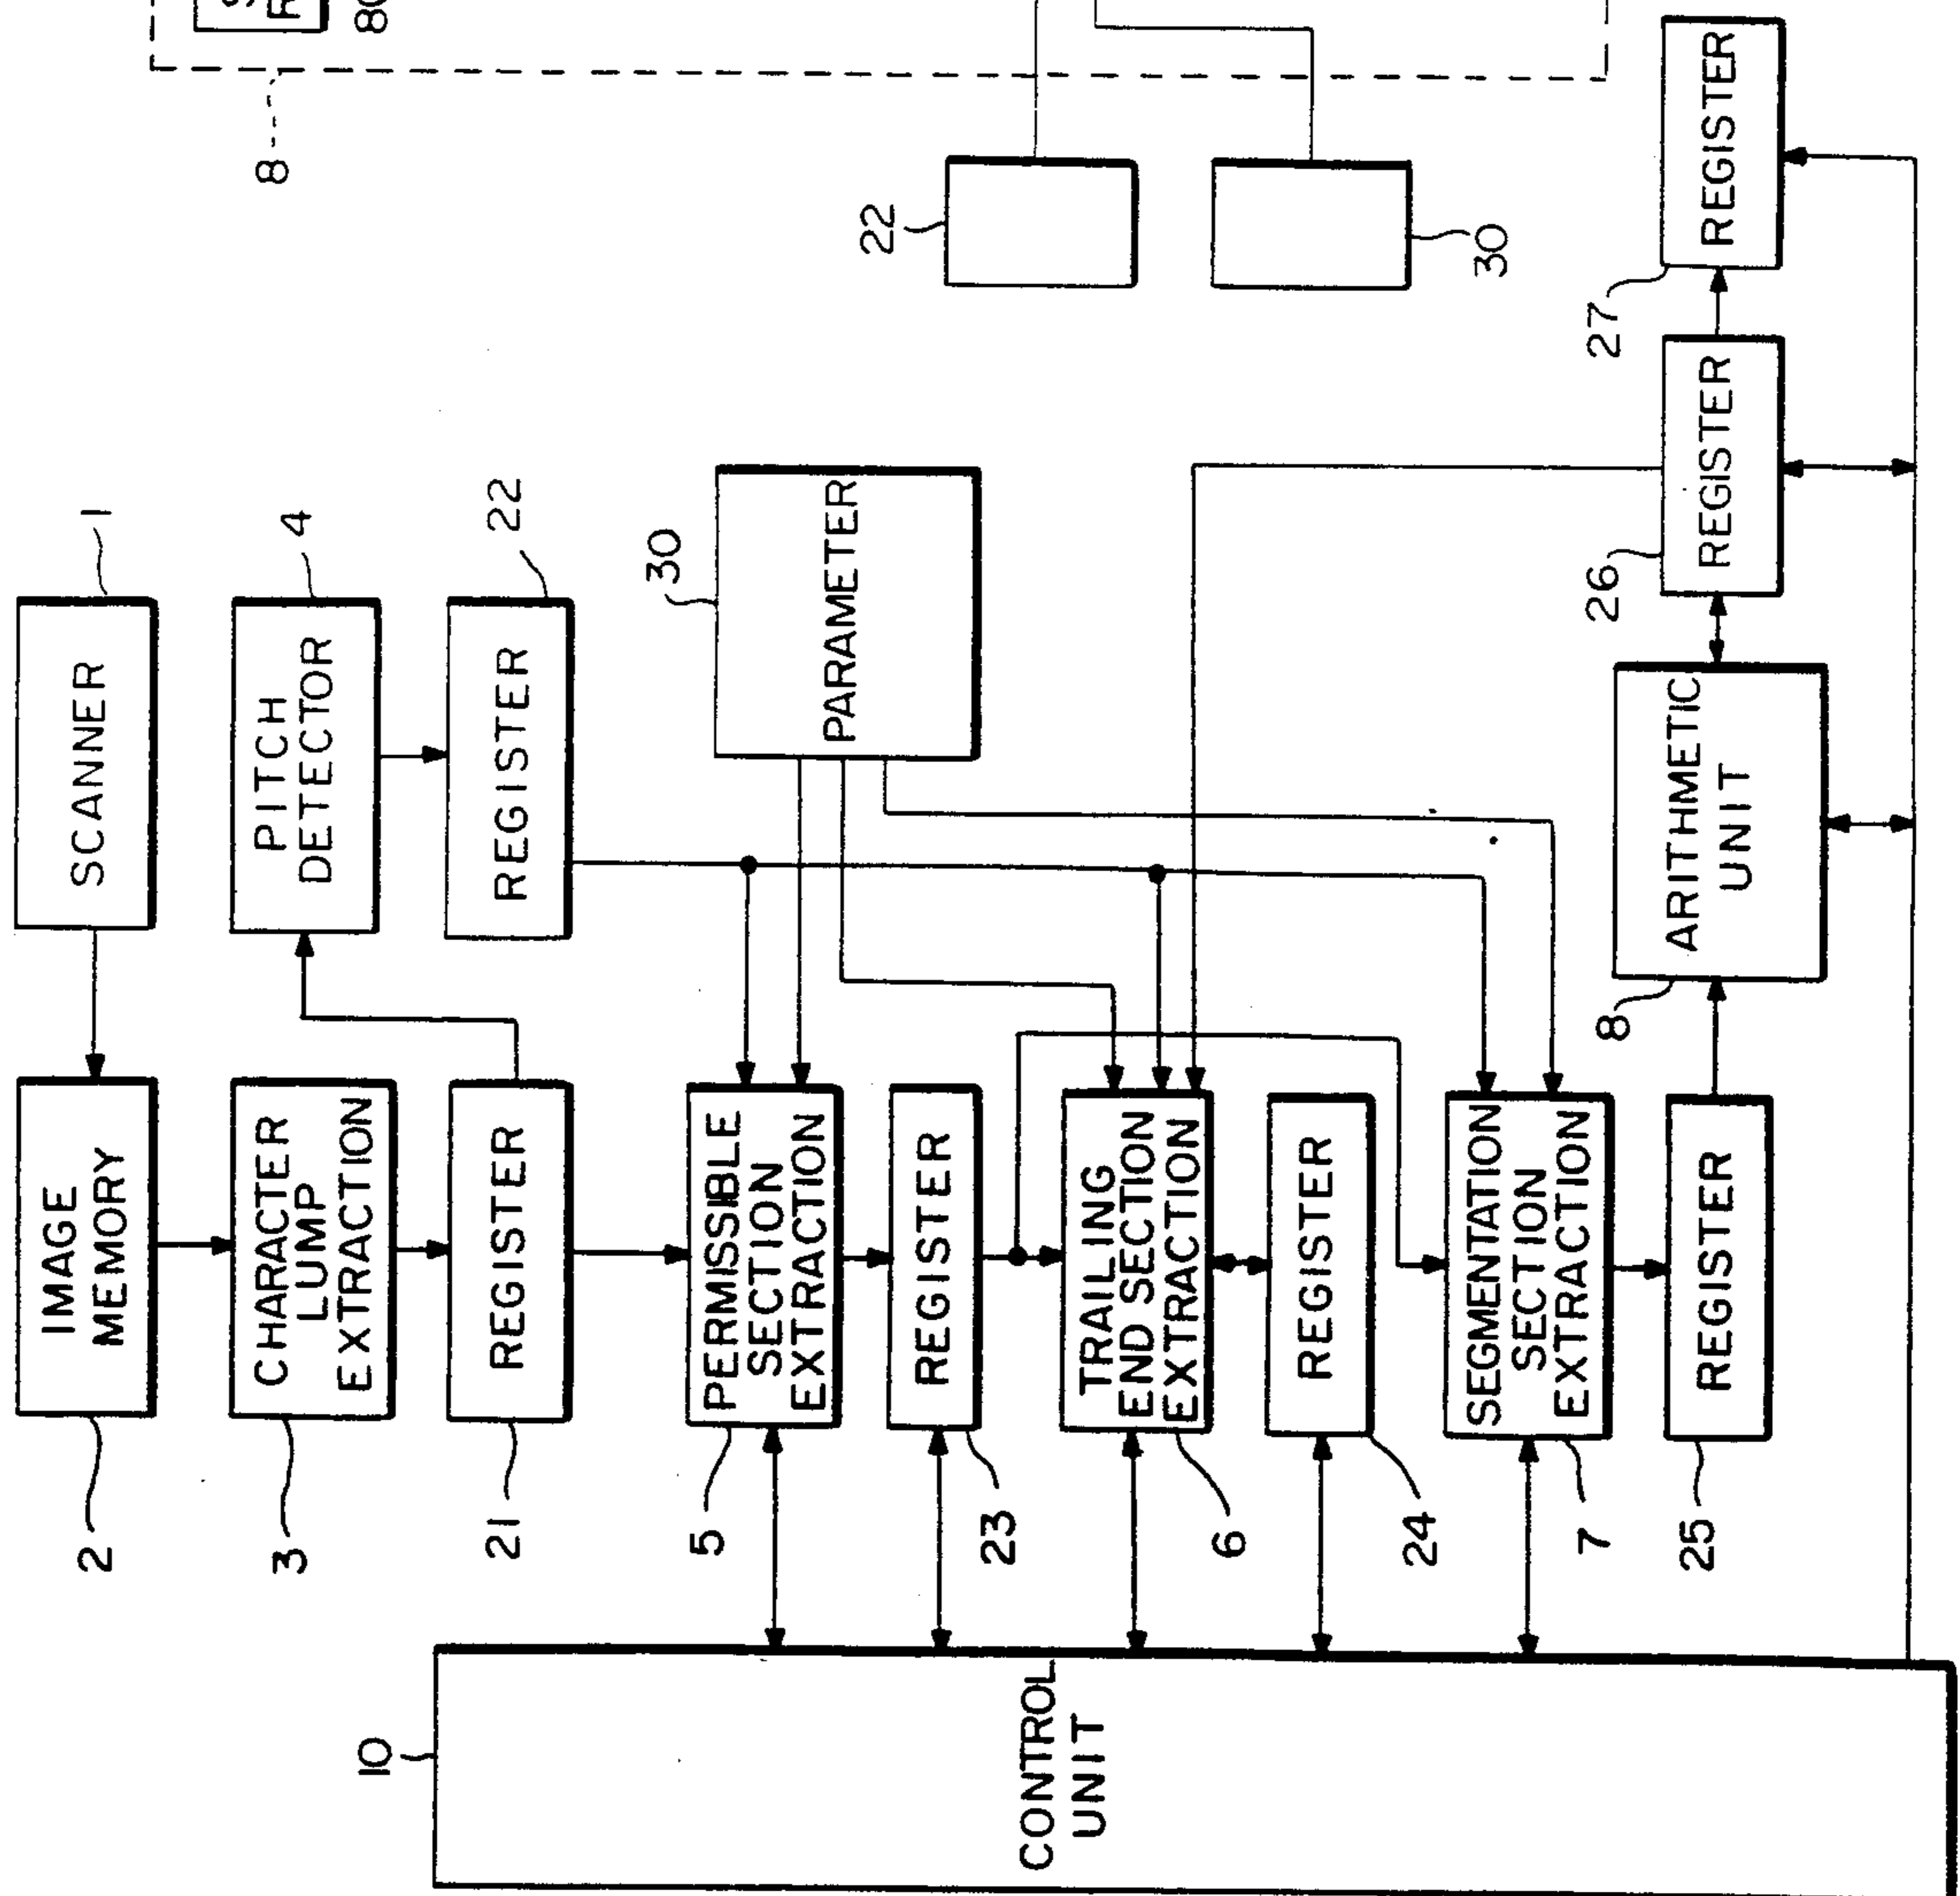 1
SCANNER
2
IMAGE
MEMORY
3
CHARACTER
LUMP
EXTRACTION
4
PITCH
DETECTOR
21
REGISTER
22
REGISTER
30
PARAMETER
5
PERMISSIBLE
SECTION
EXTRACTION
23
REGISTER
6
TRAILING
END SECTION
EXTRACTION
24
REGISTER
7
SEGMENTATION
SECTION
EXTRACTION
25
REGISTER
8
ARITHMETIC
UNIT
26
REGISTER
27
REGISTER
10
CONTROL
UNIT
8
22
30